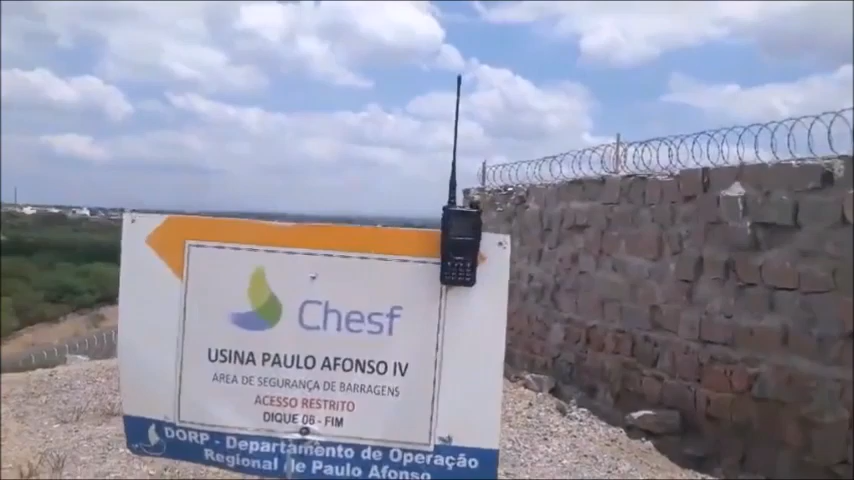 Chesf
USINA PAULO AFONSO IV
ÁREA DE SEGURANÇA DE BARRAGENS
ACESSO RESTRITO
DIQUE 08 - FIM
DORP - Departamento de Operação
Regional de Paulo Afonso